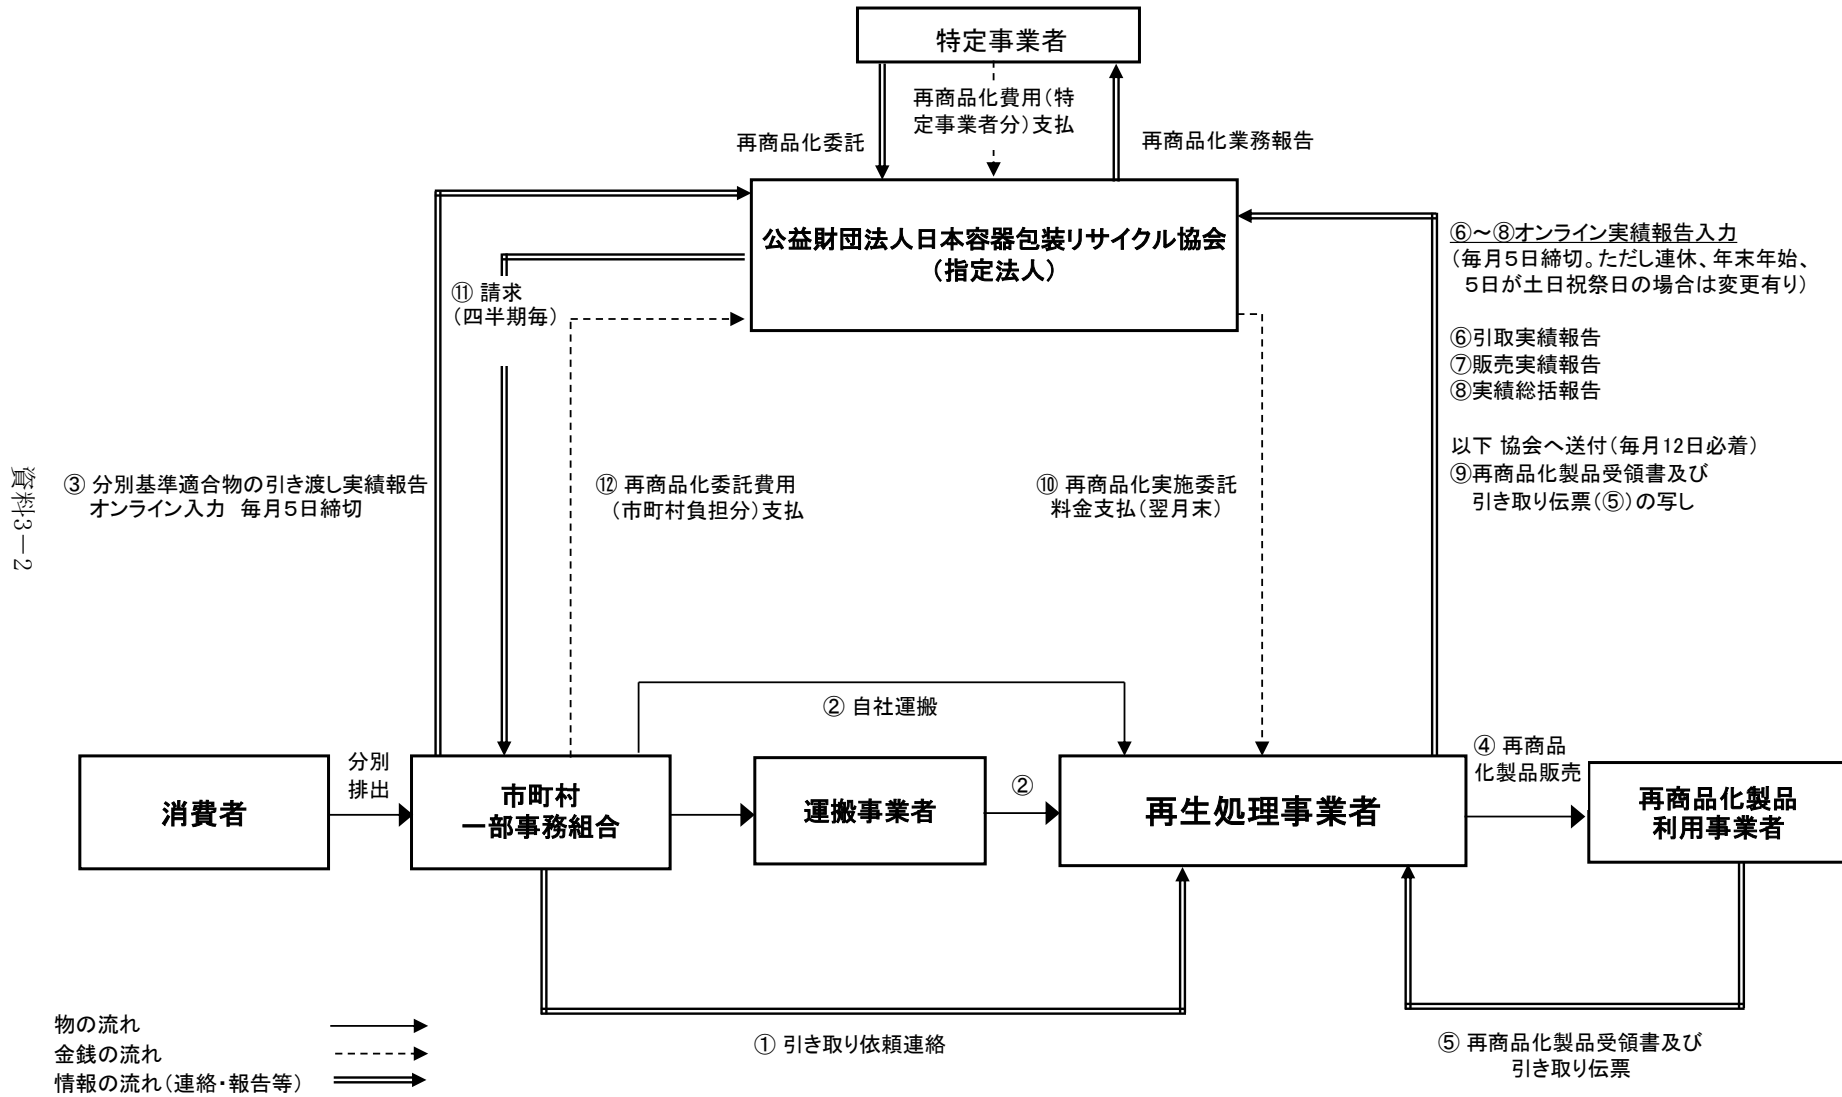 特定事業者
再商品化費用(特
定事業者分)支払
再商品化委託
再商品化業務報告
公益財団法人日本容器包装リサイクル協会
(指定法人)
⑥～⑧オンライン実績報告入力
(毎月5日締切。ただし連休、年末年始、
5日が土日祝祭日の場合は変更有り)
⑪ 請求
(四半期毎)
⑥引取実績報告
⑦販売実績報告
⑧実績総括報告
以下 協会へ送付(毎月12日必着)
⑨再商品化製品受領書及び
引き取り伝票(⑤)の写し
資料3－2
③ 分別基準適合物の引き渡し実績報告
オンライン入力 毎月5日締切
⑫ 再商品化委託費用
(市町村負担分)支払
⑩ 再商品化実施委託
料金支払(翌月末)
② 自社運搬
分別
排出
④ 再商品
化製品販売
消費者
市町村
一部事務組合
運搬事業者
②
再生処理事業者
再商品化製品
利用事業者
① 引き取り依頼連絡
⑤ 再商品化製品受領書及び
引き取り伝票
物の流れ
金銭の流れ
情報の流れ(連絡・報告等)